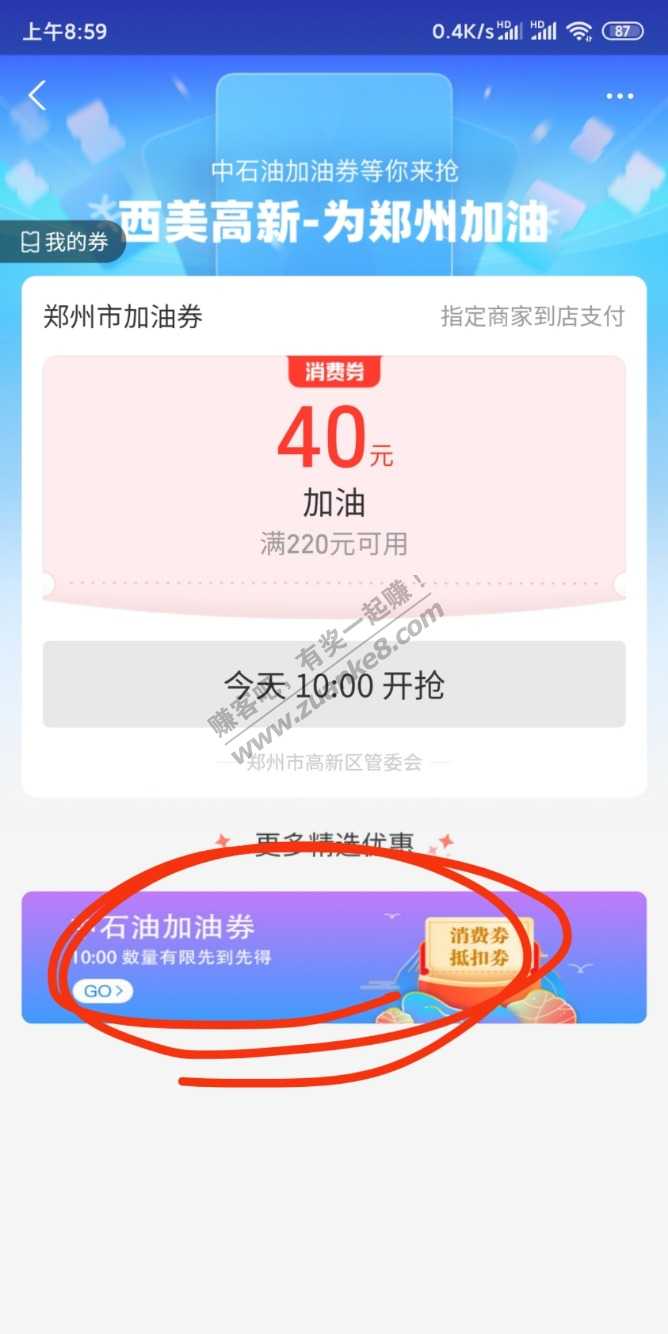 上午8:59
0.4K/s HD HD 87
中石油加油券等你来抢
西美高新-为郑州加油
我的券
郑州市加油券
指定商家到店支付
消费券
40元
加油
满220元可用
今天 10:00 开抢
赚客吧，有奖一起赚！
www.zuanke8.com
郑州市高新区管委会
更多精选优惠
中石油加油券
10:00 数量有限先到先得
GO >
消费券
抵扣券